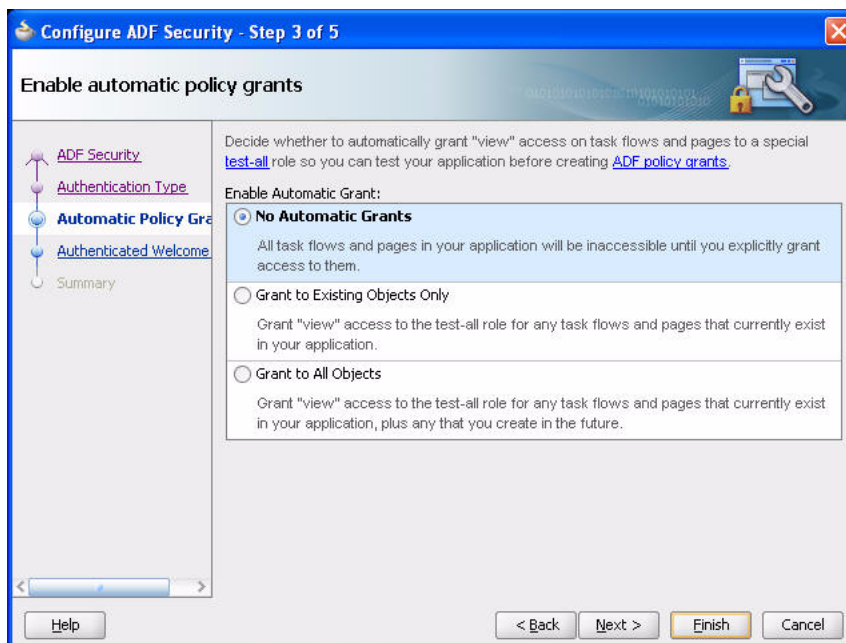 Configure ADF Security - Step 3 of 5
Enable automatic policy grants
ADF Security
Authentication Type
Automatic Policy Gra
Authenticated Welcome
Summary
Decide whether to automatically grant "view" access on task flows and pages to a special
test-all role so you can test your application before creating ADF policy grants.
Enable Automatic Grant:
No Automatic Grants
All task flows and pages in your application will be inaccessible until you explicitly grant
access to them.
Grant to Existing Objects Only
Grant "view" access to the test-all role for any task flows and pages that currently exist
in your application.
Grant to All Objects
Grant "view" access to the test-all role for any task flows and pages that currently exist
in your application, plus any that you create in the future.
Help
< Back
Next >
Finish
Cancel